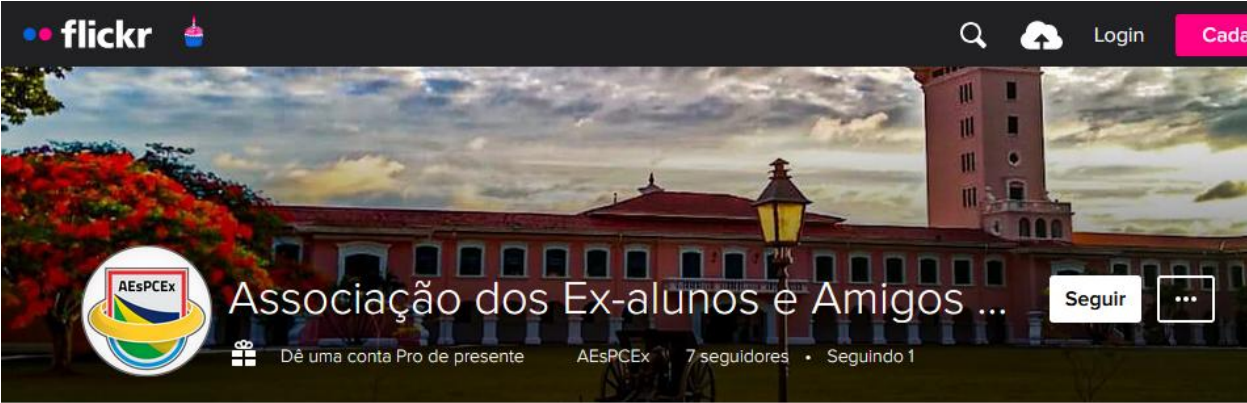 flickr
Login
Cada
AEsPCEx
Associação dos Ex-alunos e Amigos ...
Seguir
...
Dê uma conta Pro de presente AEsPCEx 7 seguidores • Seguindo 1